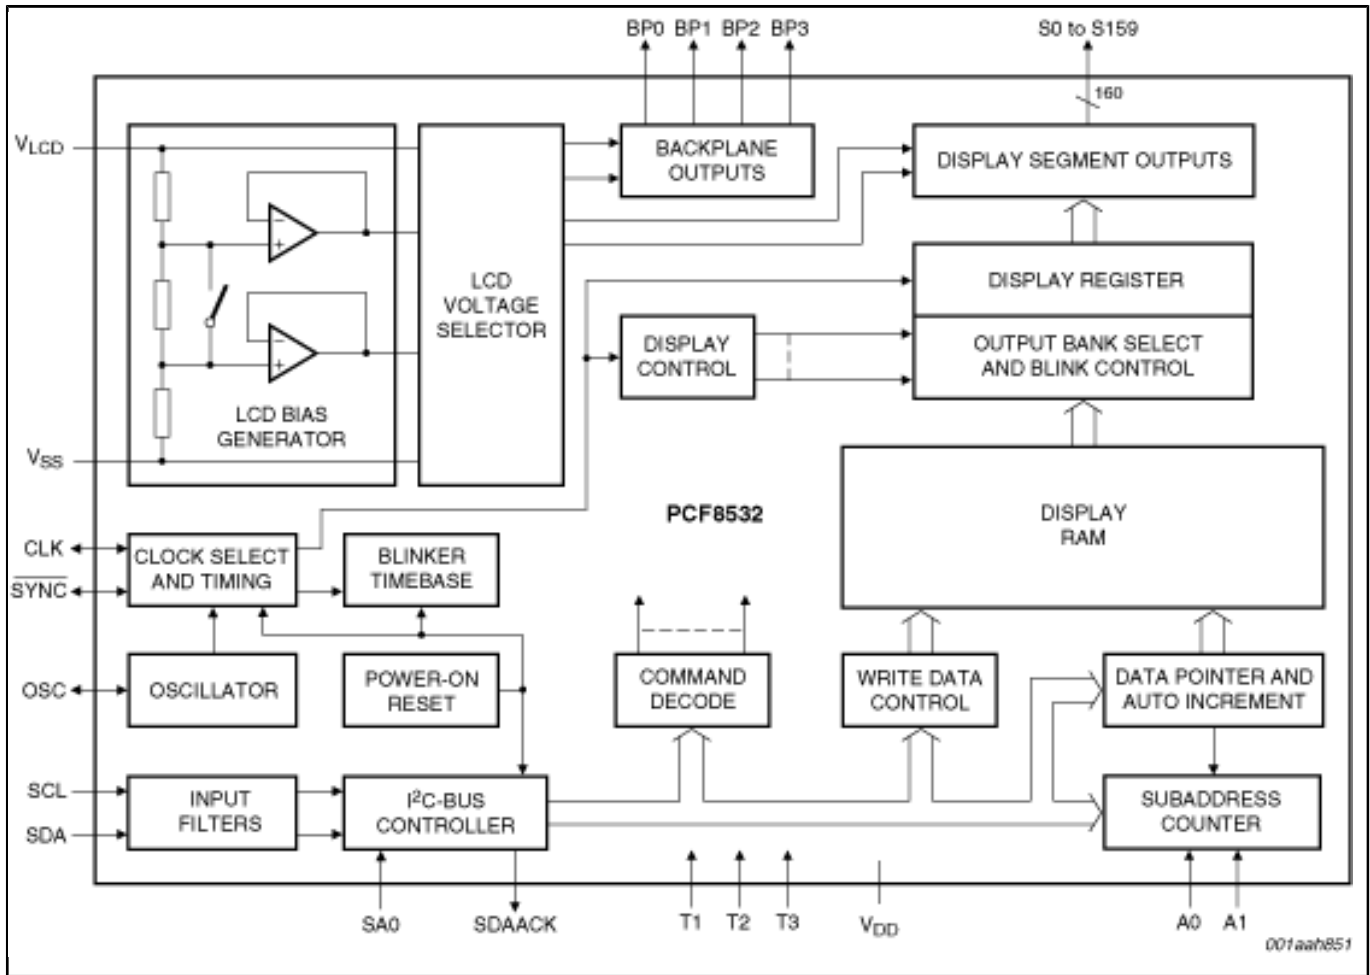 BP0 BP1 BP2 BP3
S0 to S159
160
VLCD
BACKPLANE
OUTPUTS
DISPLAY SEGMENT OUTPUTS
−
+
−
+
LCD
VOLTAGE
SELECTOR
DISPLAY REGISTER
DISPLAY
CONTROL
OUTPUT BANK SELECT
AND BLINK CONTROL
LCD BIAS
GENERATOR
VSS
PCF8532
DISPLAY
RAM
CLK
SYNC
CLOCK SELECT
AND TIMING
BLINKER
TIMEBASE
OSC
OSCILLATOR
POWER-ON
RESET
COMMAND
DECODE
WRITE DATA
CONTROL
DATA POINTER AND
AUTO INCREMENT
SCL
SDA
INPUT
FILTERS
I²C-BUS
CONTROLLER
SUBADDRESS
COUNTER
SA0
SDAACK
T1 T2 T3
VDD
A0 A1
001aah851